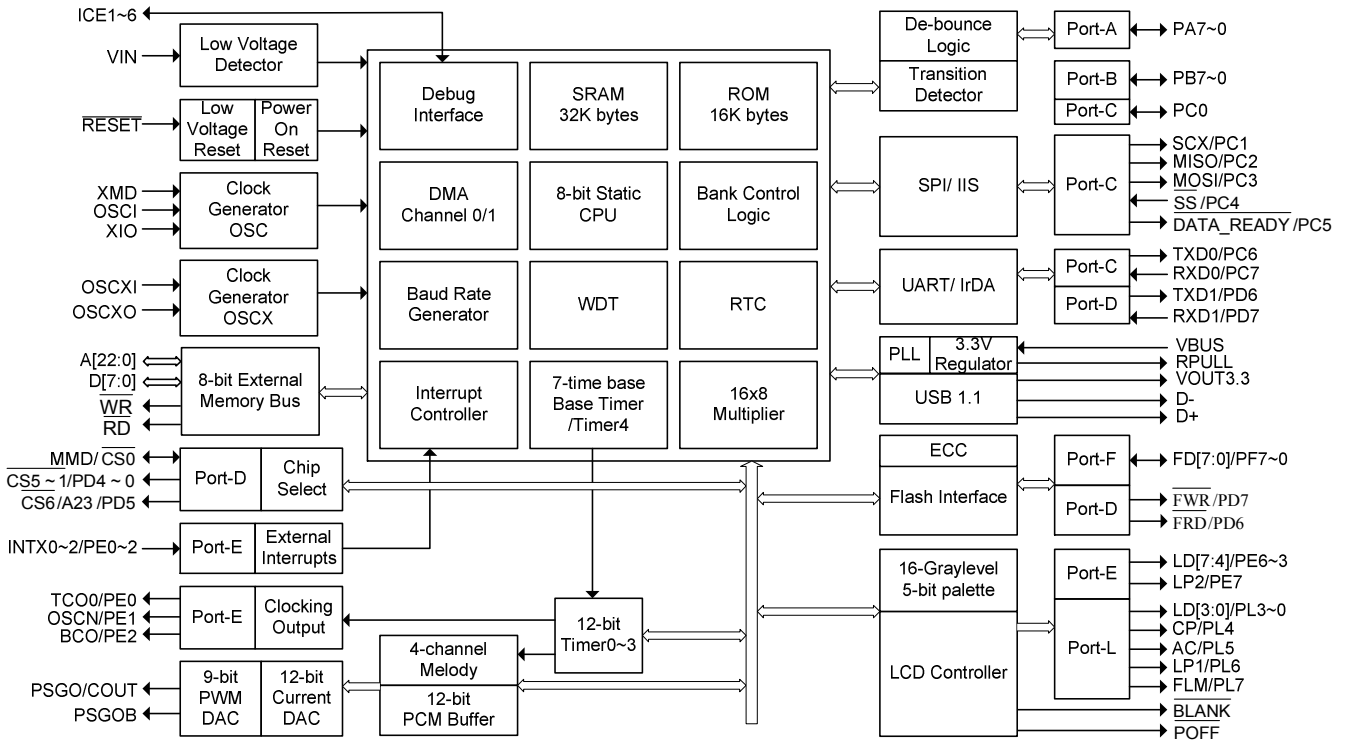 ICE1~6
VIN
Low Voltage
Detector
RESET
Low
Voltage
Reset
Power
On
Reset
XMD
OSCI
XIO
Clock
Generator
OSC
OSCXI
OSCXO
Clock
Generator
OSCX
A[22:0]
D[7:0]
WR
RD
8-bit External
Memory Bus
MMD/CS0
CS5 ~ 1/PD4 ~ 0
CS6/A23 /PD5
Port-D
Chip
Select
INTX0~2/PE0~2
Port-E
External
Interrupts
TCO0/PE0
OSCN/PE1
BCO/PE2
Port-E
Clocking
Output
PSGO/COUT
PSGOB
9-bit
PWM
DAC
12-bit
Current
DAC
Debug
Interface
SRAM
32K bytes
ROM
16K bytes
DMA
Channel 0/1
8-bit Static
CPU
Bank Control
Logic
Baud Rate
Generator
WDT
RTC
Interrupt
Controller
7-time base
Base Timer
/Timer4
16x8
Multiplier
12-bit
Timer0~3
4-channel
Melody
12-bit
PCM Buffer
De-bounce
Logic
Transition
Detector
Port-A
PA7~0
Port-B
PB7~0
Port-C
PC0
SPI/ IIS
Port-C
SCX/PC1
MISO/PC2
MOSI/PC3
SS /PC4
DATA_READY /PC5
UART/ IrDA
Port-C
Port-D
TXD0/PC6
RXD0/PC7
TXD1/PD6
RXD1/PD7
PLL
3.3V
Regulator
USB 1.1
VBUS
RPULL
VOUT3.3
D-
D+
ECC
Flash Interface
Port-F
Port-D
FD[7:0]/PF7~0
FWR/PD7
FRD/PD6
16-Graylevel
5-bit palette
LCD Controller
Port-E
Port-L
LD[7:4]/PE6~3
LP2/PE7
LD[3:0]/PL3~0
CP/PL4
AC/PL5
LP1/PL6
FLM/PL7
BLANK
POFF